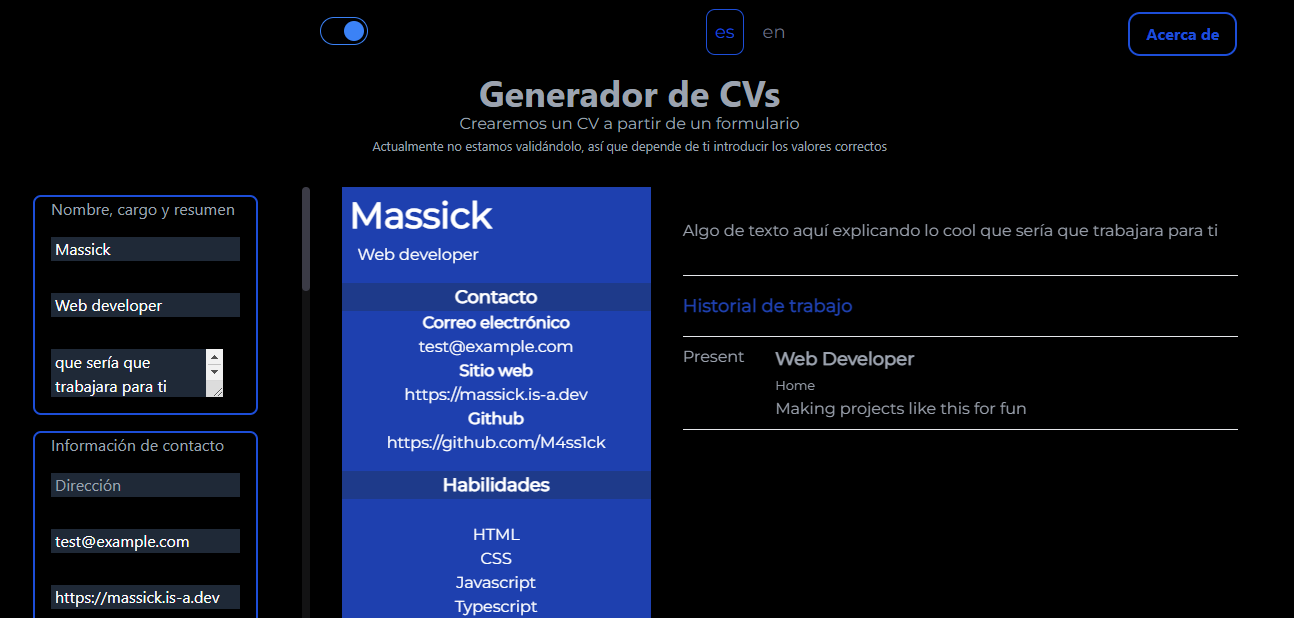 es
en
Acerca de
Generador de CVs
Crearemos un CV a partir de un formulario
Actualmente no estamos validándolo, así que depende de ti introducir los valores correctos
Nombre, cargo y resumen
Massick
Web developer
que sería que
trabajara para ti
Información de contacto
Dirección
test@example.com
https://massick.is-a.dev
Massick
Web developer
Contacto
Correo electrónico
test@example.com
Sitio web
https://massick.is-a.dev
Github
https://github.com/M4ss1ck
Habilidades
HTML
CSS
Javascript
Typescript
Algo de texto aquí explicando lo cool que sería que trabajara para ti
Historial de trabajo
Present
Web Developer
Home
Making projects like this for fun